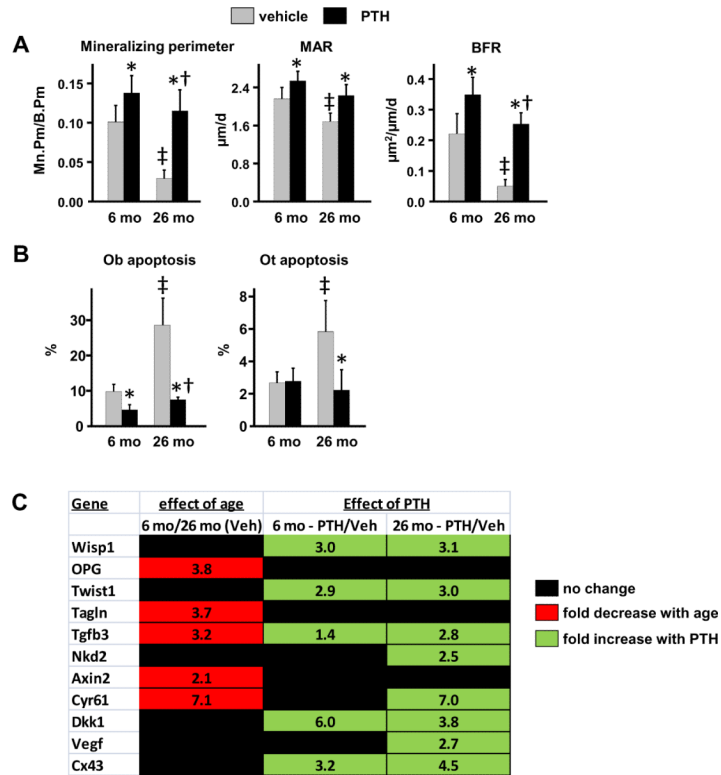 vehicle PTH
A
Mineralizing perimeter MAR BFR
Mn.Pm/B.Pm
0.15
0.10
0.05
0.00
* *† ‡
6 mo 26 mo
µm/d
2.4
1.6
0.8
0.0
* ‡ *
6 mo 26 mo
µm²/µm/d
0.4
0.3
0.2
0.1
0.0
* ‡ *†
6 mo 26 mo
B
Ob apoptosis Ot apoptosis
%
30
20
10
0
* ‡ *†
6 mo 26 mo
%
8
6
4
2
0
‡ *
6 mo 26 mo
C
Gene effect of age Effect of PTH
6 mo/26 mo (Veh) 6 mo - PTH/Veh 26 mo - PTH/Veh
Wisp1 3.0 3.1
OPG 3.8
Twist1 2.9 3.0
Tagln 3.7
Tgfb3 3.2 1.4 2.8
Nkd2 2.5
Axin2 2.1
Cyr61 7.1 7.0
Dkk1 6.0 3.8
Vegf 2.7
Cx43 3.2 4.5
no change
fold decrease with age
fold increase with PTH